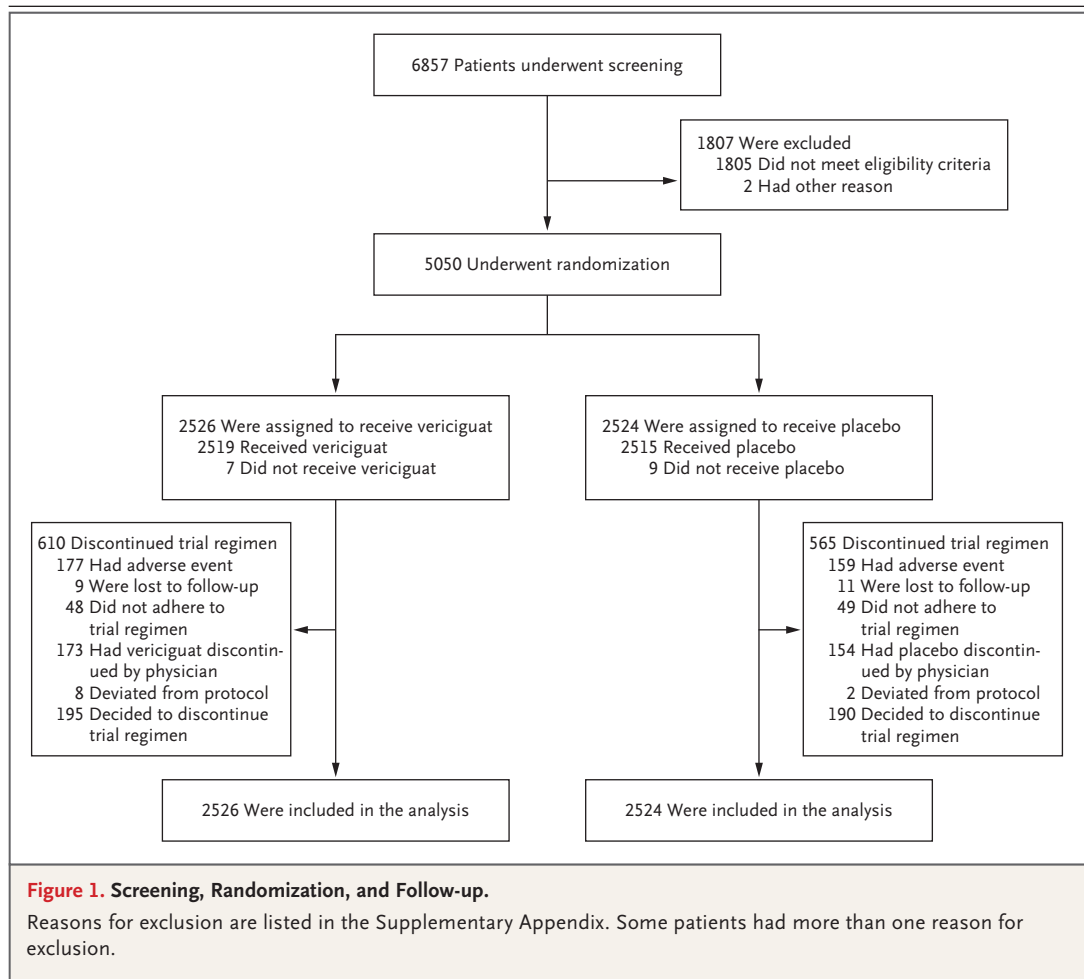 6857 Patients underwent screening
1807 Were excluded
1805 Did not meet eligibility criteria
2 Had other reason
5050 Underwent randomization
2526 Were assigned to receive vericiguat
2519 Received vericiguat
7 Did not receive vericiguat
2524 Were assigned to receive placebo
2515 Received placebo
9 Did not receive placebo
610 Discontinued trial regimen
177 Had adverse event
9 Were lost to follow-up
48 Did not adhere to
trial regimen
173 Had vericiguat discontin-
ued by physician
8 Deviated from protocol
195 Decided to discontinue
trial regimen
565 Discontinued trial regimen
159 Had adverse event
11 Were lost to follow-up
49 Did not adhere to
trial regimen
154 Had placebo discontin-
ued by physician
2 Deviated from protocol
190 Decided to discontinue
trial regimen
2526 Were included in the analysis
2524 Were included in the analysis
Figure 1. Screening, Randomization, and Follow-up.
Reasons for exclusion are listed in the Supplementary Appendix. Some patients had more than one reason for
exclusion.